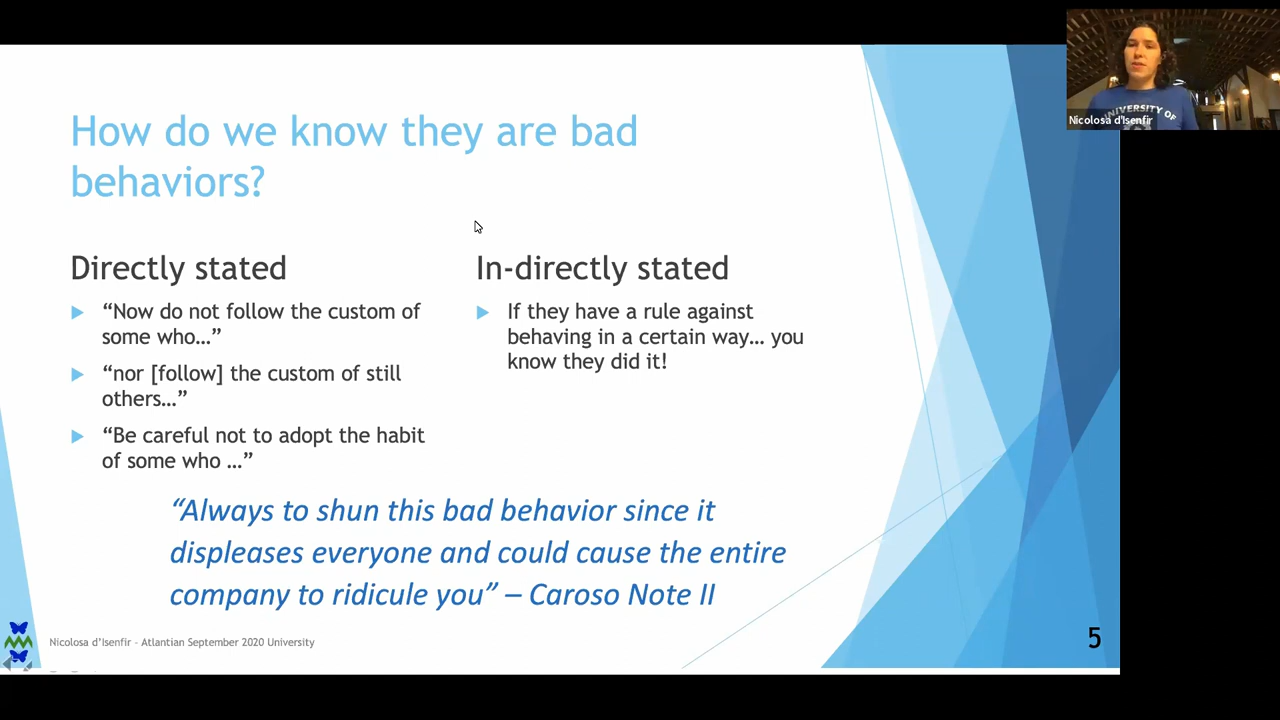 How do we know they are bad
behaviors?
Directly stated
“Now do not follow the custom of
some who…”
“nor [follow] the custom of still
others…”
“Be careful not to adopt the habit
of some who …”
In-directly stated
If they have a rule against
behaving in a certain way… you
know they did it!
“Always to shun this bad behavior since it
displeases everyone and could cause the entire
company to ridicule you” – Caroso Note II
Nicolosa d’Isenfir - Atlantian September 2020 University
5
UNIVERSITY OF
Nicolosa d'Isenfir